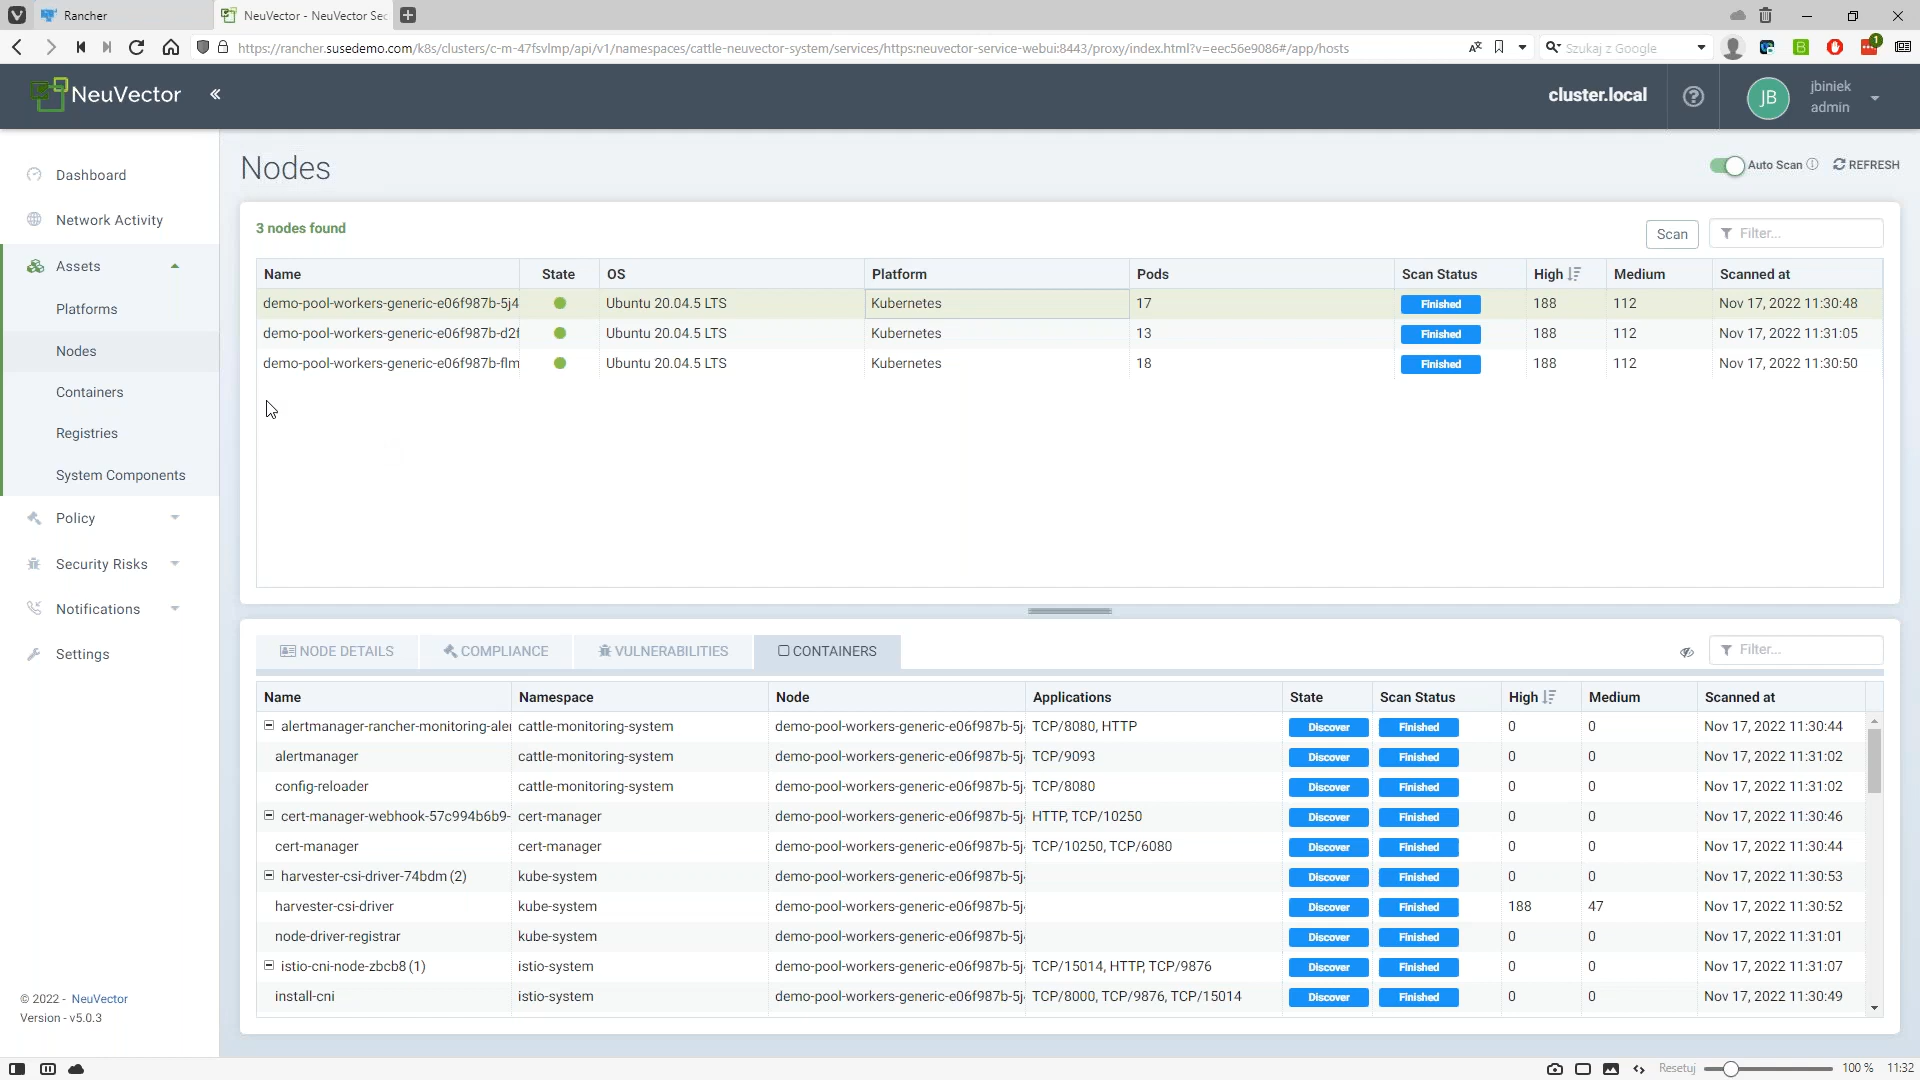 Rancher
NeuVector - NeuVector Sec
https://rancher.susedemo.com/k8s/clusters/c-m-47fsvlmp/api/v1/namespaces/cattle-neuvector-system/services/https:neuvector-service-webui:8443/proxy/index.html?v=eec56e9086#/app/hosts
Szukaj z Google
1
NeuVector
cluster.local
JB
jbiniek
admin
Dashboard
Network Activity
Assets
Platforms
Nodes
Containers
Registries
System Components
Policy
Security Risks
Notifications
Settings
© 2022 - NeuVector
Version - v5.0.3
Nodes
Auto Scan
REFRESH
3 nodes found
Scan
Filter...
Name State OS Platform Pods Scan Status High Medium Scanned at
demo-pool-workers-generic-e06f987b-5j4 Ubuntu 20.04.5 LTS Kubernetes 17 Finished 188 112 Nov 17, 2022 11:30:48
demo-pool-workers-generic-e06f987b-d2f Ubuntu 20.04.5 LTS Kubernetes 13 Finished 188 112 Nov 17, 2022 11:31:05
demo-pool-workers-generic-e06f987b-flm Ubuntu 20.04.5 LTS Kubernetes 18 Finished 188 112 Nov 17, 2022 11:30:50
NODE DETAILS COMPLIANCE VULNERABILITIES CONTAINERS
Filter...
Name Namespace Node Applications State Scan Status High Medium Scanned at
alertmanager-rancher-monitoring-aler cattle-monitoring-system demo-pool-workers-generic-e06f987b-5j4 TCP/8080, HTTP Discover Finished 0 0 Nov 17, 2022 11:30:44
alertmanager cattle-monitoring-system demo-pool-workers-generic-e06f987b-5j4 TCP/9093 Discover Finished 0 0 Nov 17, 2022 11:31:02
config-reloader cattle-monitoring-system demo-pool-workers-generic-e06f987b-5j4 TCP/8080 Discover Finished 0 0 Nov 17, 2022 11:31:02
cert-manager-webhook-57c994b6b9- cert-manager demo-pool-workers-generic-e06f987b-5j4 HTTP, TCP/10250 Discover Finished 0 0 Nov 17, 2022 11:30:46
cert-manager cert-manager demo-pool-workers-generic-e06f987b-5j4 TCP/10250, TCP/6080 Discover Finished 0 0 Nov 17, 2022 11:30:44
harvester-csi-driver-74bdm (2) kube-system demo-pool-workers-generic-e06f987b-5j4 Discover Finished 0 0 Nov 17, 2022 11:30:53
harvester-csi-driver kube-system demo-pool-workers-generic-e06f987b-5j4 Discover Finished 188 47 Nov 17, 2022 11:30:52
node-driver-registrar kube-system demo-pool-workers-generic-e06f987b-5j4 Discover Finished 0 0 Nov 17, 2022 11:31:01
istio-cni-node-zbcb8 (1) istio-system demo-pool-workers-generic-e06f987b-5j4 TCP/15014, HTTP, TCP/9876 Discover Finished 0 0 Nov 17, 2022 11:31:07
install-cni istio-system demo-pool-workers-generic-e06f987b-5j4 TCP/8000, TCP/9876, TCP/15014 Discover Finished 0 0 Nov 17, 2022 11:30:49
Resetuj
100 %
11:32